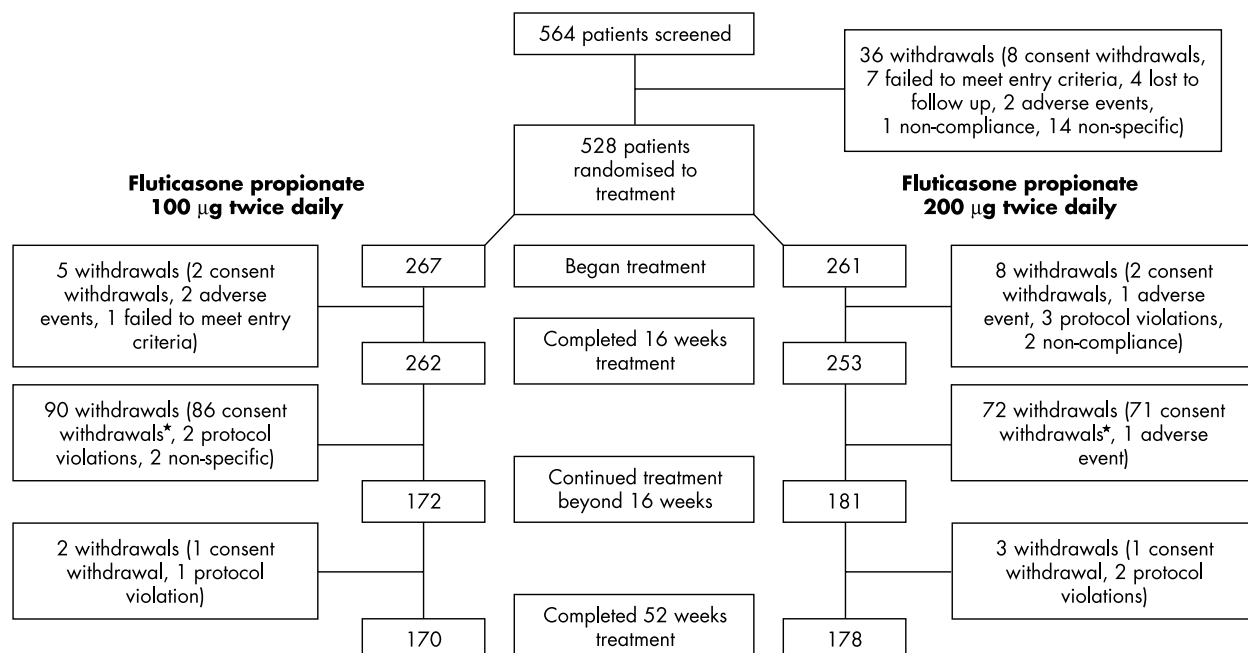 564 patients screened
36 withdrawals (8 consent withdrawals,
7 failed to meet entry criteria, 4 lost to
follow up, 2 adverse events,
1 non-compliance, 14 non-specific)
528 patients
randomised to
treatment
Fluticasone propionate
100 µg twice daily
Fluticasone propionate
200 µg twice daily
5 withdrawals (2 consent
withdrawals, 2 adverse
events, 1 failed to meet entry
criteria)
267
Began treatment
261
8 withdrawals (2 consent
withdrawals, 1 adverse
event, 3 protocol violations,
2 non-compliance)
262
Completed 16 weeks
treatment
253
90 withdrawals (86 consent
withdrawals*, 2 protocol
violations, 2 non-specific)
72 withdrawals (71 consent
withdrawals*, 1 adverse
event)
172
Continued treatment
beyond 16 weeks
181
2 withdrawals (1 consent
withdrawal, 1 protocol
violation)
3 withdrawals (1 consent
withdrawal, 2 protocol
violations)
170
Completed 52 weeks
treatment
178